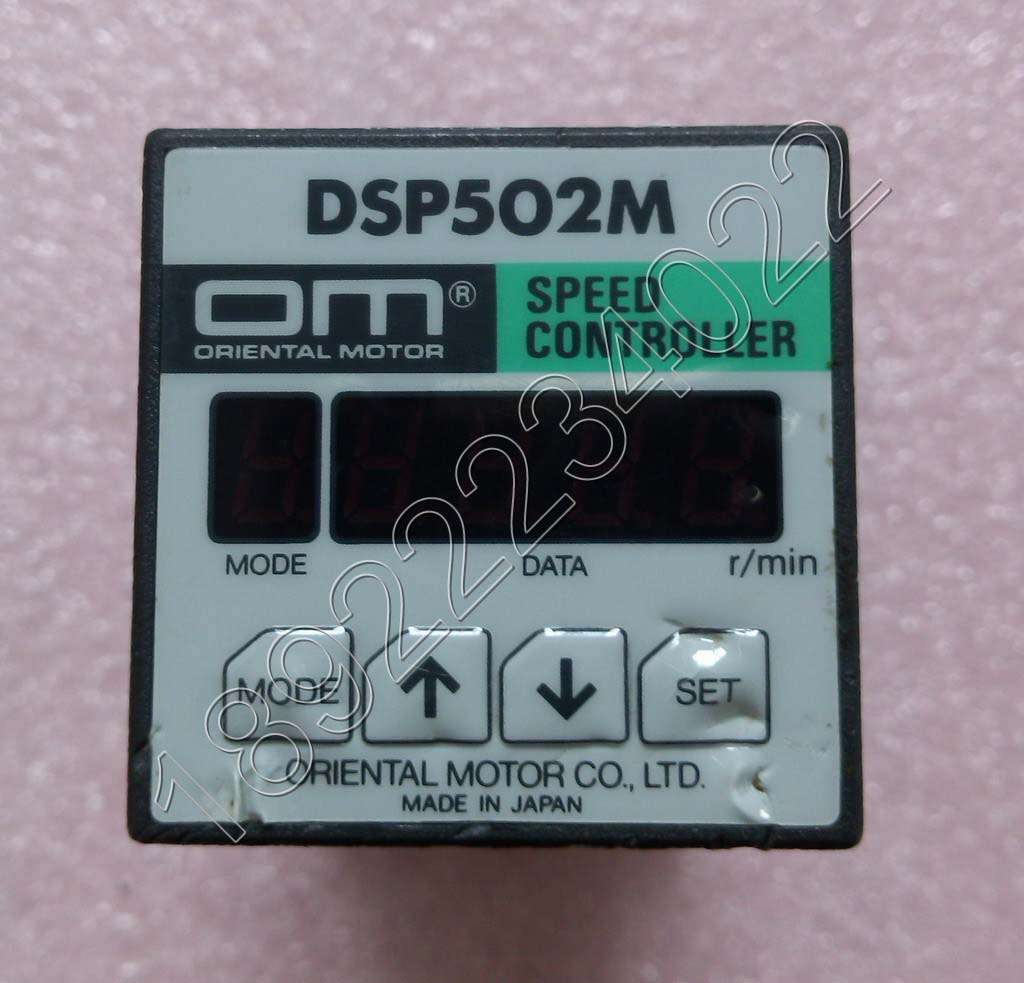 DSP502M
OM®
ORIENTAL MOTOR
SPEED
CONTROLLER
MODE DATA r/min
MODE ↑ ↓ SET
ORIENTAL MOTOR CO., LTD.
MADE IN JAPAN
18922234022